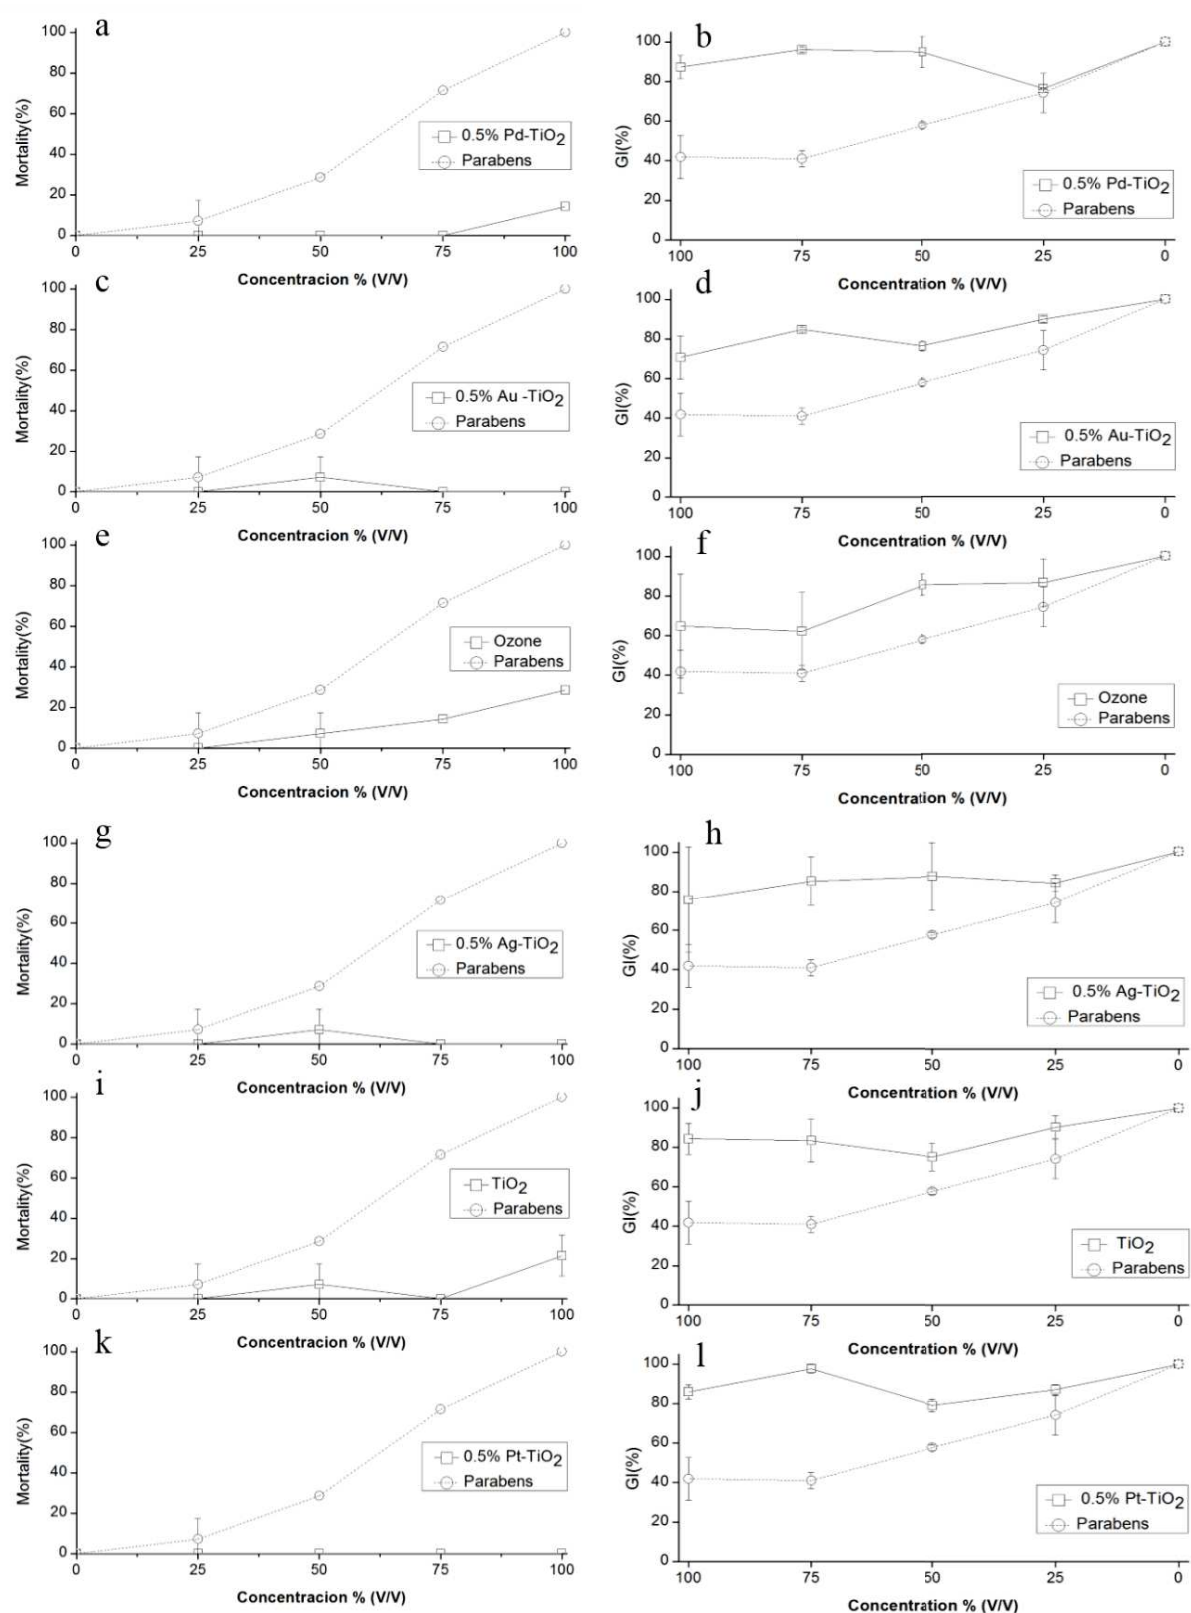 a
Mortality(%)
100
80
60
40
20
0
0.5% Pd-TiO2
Parabens
0 25 50 75 100
Concentracion % (V/V)
b
GI(%)
100
80
60
40
20
0
0.5% Pd-TiO2
Parabens
100 75 50 25 0
Concentration % (V/V)
c
Mortality(%)
100
80
60
40
20
0
0.5% Au -TiO2
Parabens
0 25 50 75 100
Concentracion % (V/V)
d
GI(%)
100
80
60
40
20
0
0.5% Au-TiO2
Parabens
100 75 50 25 0
Concentration % (V/V)
e
Mortality(%)
100
80
60
40
20
0
Ozone
Parabens
0 25 50 75 100
Concentracion % (V/V)
f
GI(%)
100
80
60
40
20
0
Ozone
Parabens
100 75 50 25 0
Concentration % (V/V)
g
Mortality(%)
100
80
60
40
20
0
0.5% Ag-TiO2
Parabens
0 25 50 75 100
Concentracion % (V/V)
h
GI(%)
100
80
60
40
20
0
0.5% Ag-TiO2
Parabens
100 75 50 25 0
Concentration % (V/V)
i
Mortality(%)
100
80
60
40
20
0
TiO2
Parabens
0 25 50 75 100
Concentracion % (V/V)
j
GI(%)
100
80
60
40
20
0
TiO2
Parabens
100 75 50 25 0
Concentration % (V/V)
k
Mortality(%)
100
80
60
40
20
0
0.5% Pt-TiO2
Parabens
0 25 50 75 100
Concentracion % (V/V)
l
GI(%)
100
80
60
40
20
0
0.5% Pt-TiO2
Parabens
100 75 50 25 0
Concentration % (V/V)